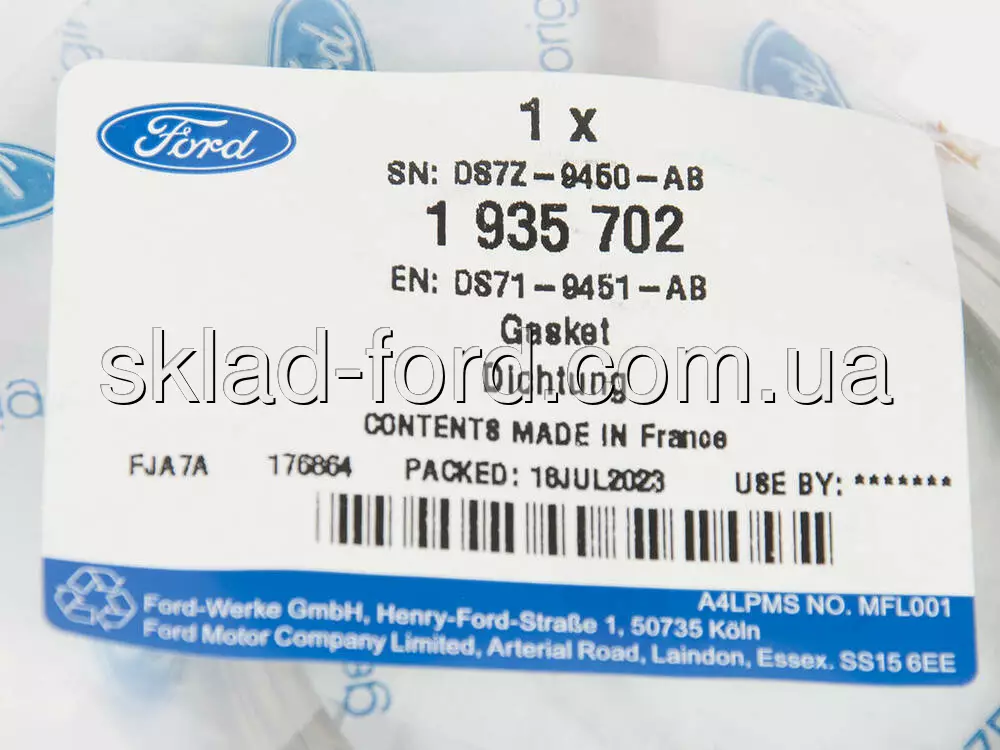 Ford
1 x
SN: DS7Z-9450-AB
1 935 702
EN: DS71-9451-AB
Gasket
sklad-ford.com.ua
Dichtung
CONTENTS MADE IN France
FJA7A 176864 PACKED: 18JUL2023 USE BY: *******
A4LPMS NO. MFL001
Ford-Werke GmbH, Henry-Ford-Straße 1, 50735 Köln
Ford Motor Company Limited, Arterial Road, Laindon, Essex. SS15 6EE